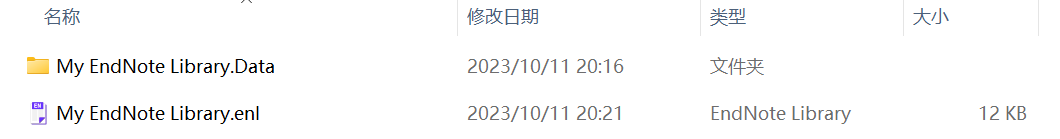 名称 修改日期 类型 大小
My EndNote Library.Data 2023/10/11 20:16 文件夹
My EndNote Library.enl 2023/10/11 20:21 EndNote Library 12 KB